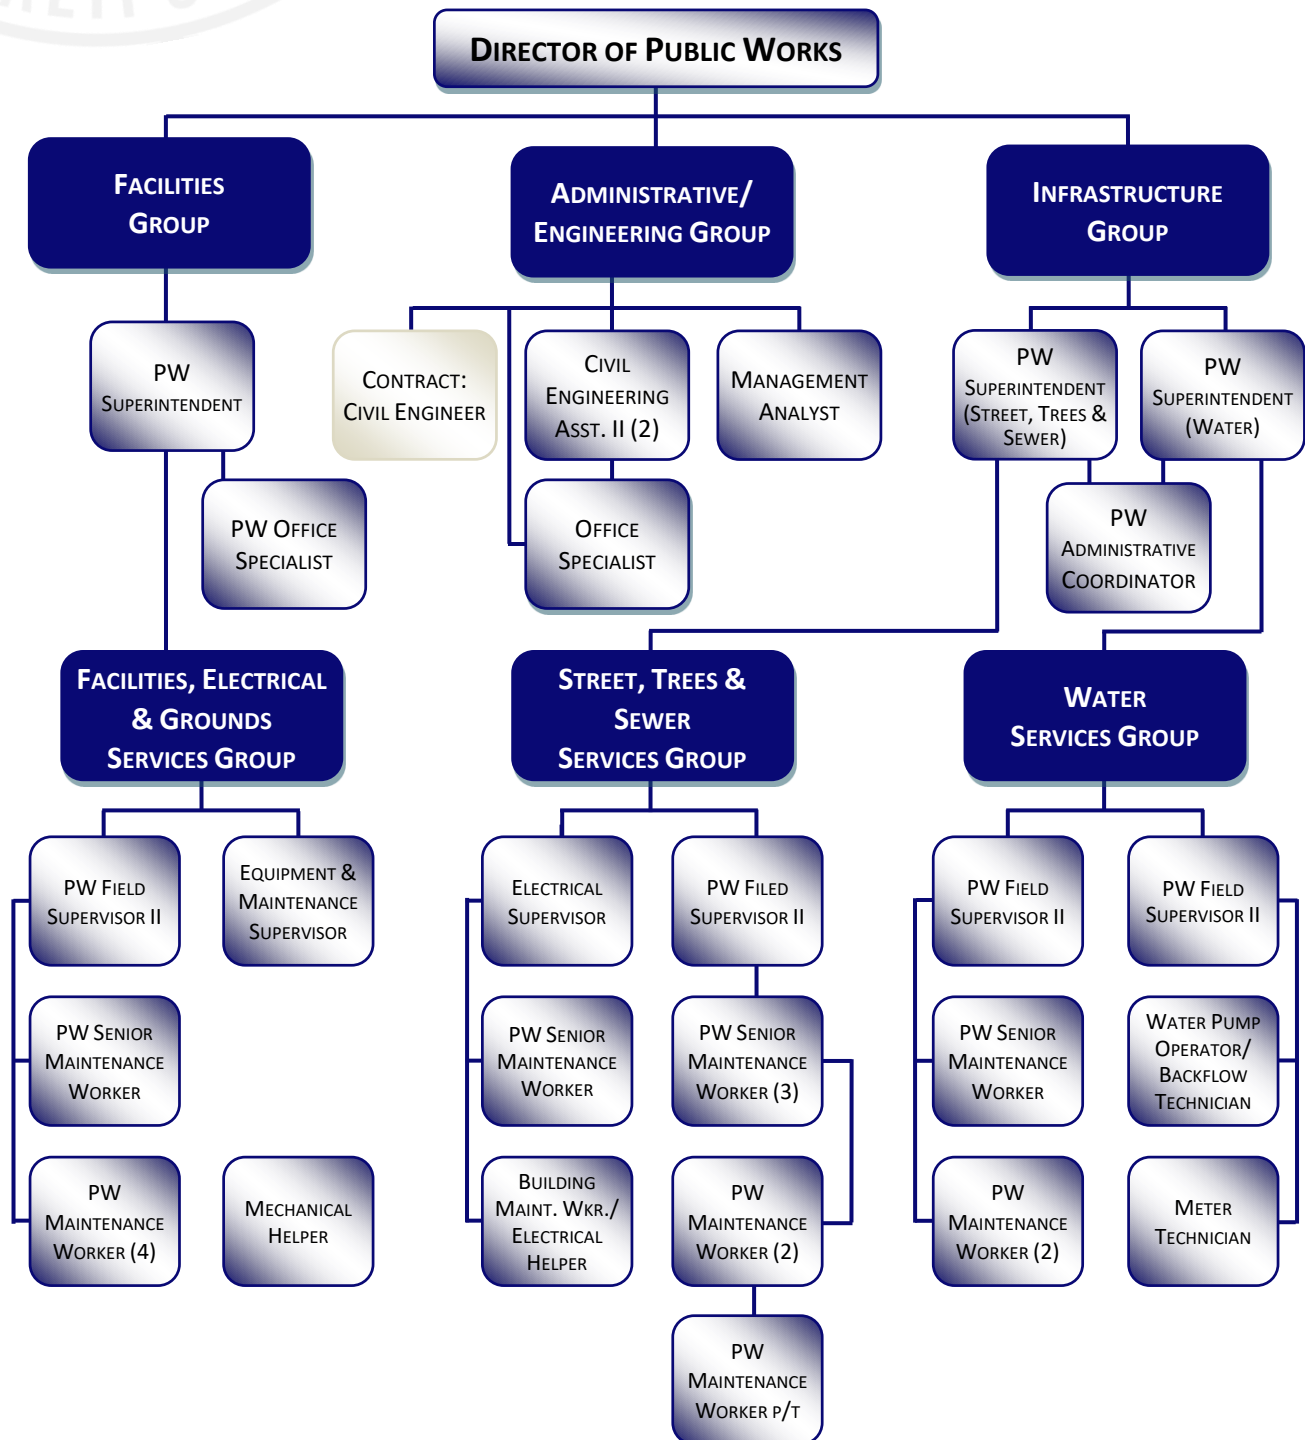 DIRECTOR OF PUBLIC WORKS
FACILITIES
GROUP
ADMINISTRATIVE/
ENGINEERING GROUP
INFRASTRUCTURE
GROUP
PW
SUPERINTENDENT
CONTRACT:
CIVIL ENGINEER
CIVIL
ENGINEERING
ASST. II (2)
MANAGEMENT
ANALYST
PW
SUPERINTENDENT
(STREET, TREES &
SEWER)
PW
SUPERINTENDENT
(WATER)
PW OFFICE
SPECIALIST
OFFICE
SPECIALIST
PW
ADMINISTRATIVE
COORDINATOR
FACILITIES, ELECTRICAL
& GROUNDS
SERVICES GROUP
STREET, TREES &
SEWER
SERVICES GROUP
WATER
SERVICES GROUP
PW FIELD
SUPERVISOR II
EQUIPMENT &
MAINTENANCE
SUPERVISOR
ELECTRICAL
SUPERVISOR
PW FILED
SUPERVISOR II
PW FIELD
SUPERVISOR II
PW FIELD
SUPERVISOR II
PW SENIOR
MAINTENANCE
WORKER
PW SENIOR
MAINTENANCE
WORKER
PW SENIOR
MAINTENANCE
WORKER (3)
PW SENIOR
MAINTENANCE
WORKER
WATER PUMP
OPERATOR/
BACKFLOW
TECHNICIAN
PW
MAINTENANCE
WORKER (4)
MECHANICAL
HELPER
BUILDING
MAINT. WKR./
ELECTRICAL
HELPER
PW
MAINTENANCE
WORKER (2)
PW
MAINTENANCE
WORKER (2)
METER
TECHNICIAN
PW
MAINTENANCE
WORKER P/T